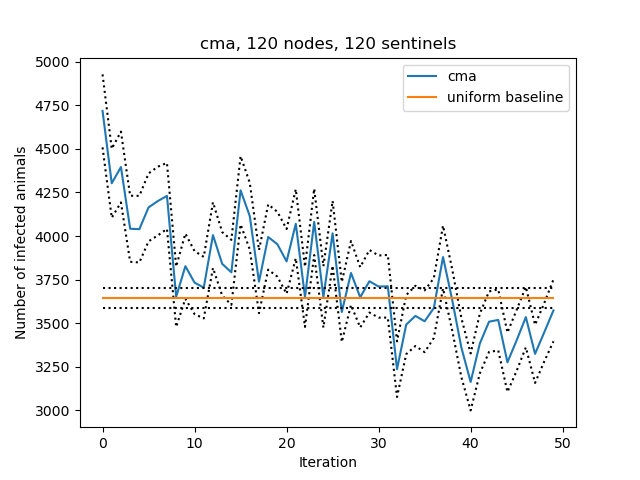 cma, 120 nodes, 120 sentinels
cma
uniform baseline
5000
4750
4500
4250
4000
3750
3500
3250
3000
Number of infected animals
0 10 20 30 40 50
Iteration